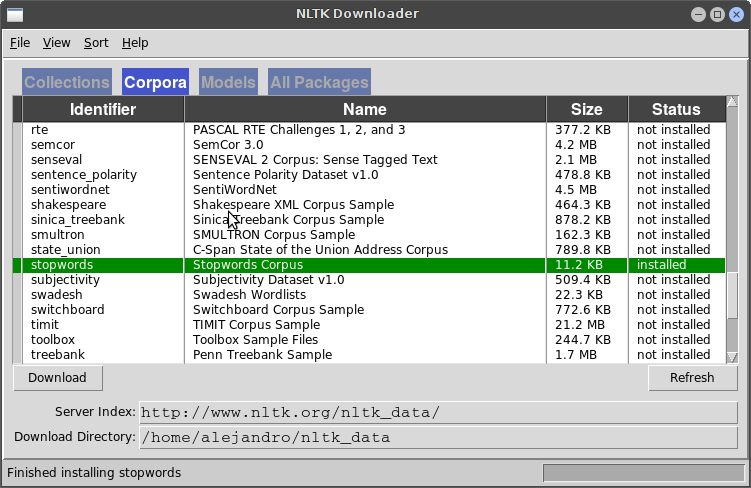 NLTK Downloader
File View Sort Help
Collections Corpora Models All Packages
Identifier Name Size Status
rte PASCAL RTE Challenges 1, 2, and 3 377.2 KB not installed
semcor SemCor 3.0 4.2 MB not installed
senseval SENSEVAL 2 Corpus: Sense Tagged Text 2.1 MB not installed
sentence_polarity Sentence Polarity Dataset v1.0 478.8 KB not installed
sentiwordnet SentiWordNet 4.5 MB not installed
shakespeare Shakespeare XML Corpus Sample 464.3 KB not installed
sinica_treebank Sinica Treebank Corpus Sample 878.2 KB not installed
smultron SMULTRON Corpus Sample 162.3 KB not installed
state_union C-Span State of the Union Address Corpus 789.8 KB not installed
stopwords Stopwords Corpus 11.2 KB installed
subjectivity Subjectivity Dataset v1.0 509.4 KB not installed
swadesh Swadesh Wordlists 22.3 KB not installed
switchboard Switchboard Corpus Sample 772.6 KB not installed
timit TIMIT Corpus Sample 21.2 MB not installed
toolbox Toolbox Sample Files 244.7 KB not installed
treebank Penn Treebank Sample 1.7 MB not installed
Download Refresh
Server Index: http://www.nltk.org/nltk_data/
Download Directory: /home/alejandro/nltk_data
Finished installing stopwords